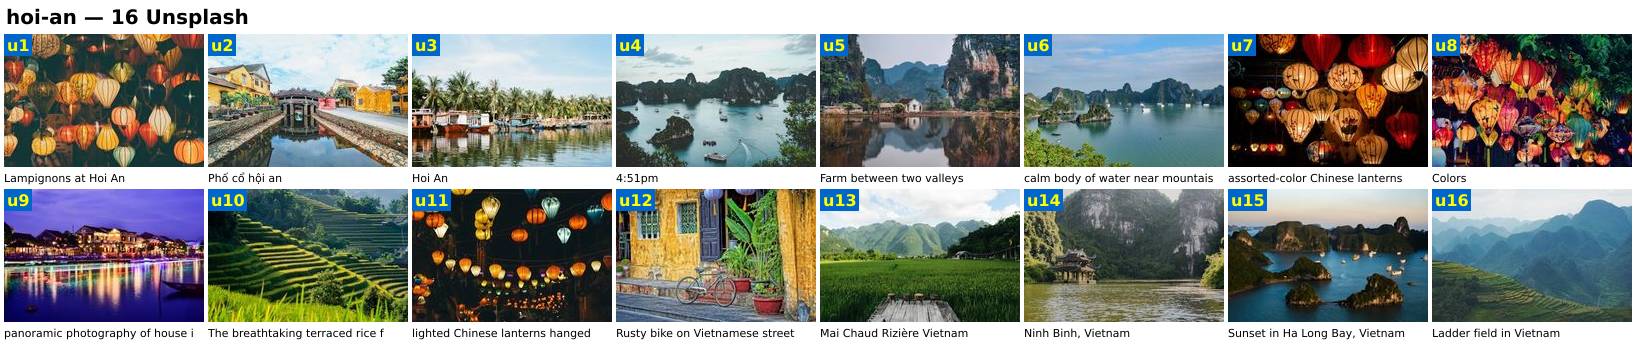 hoi-an — 16 Unsplash
u1
u2
u3
u4
u5
u6
u7
u8
Lampignons at Hoi An
Phố cổ hội an
Hoi An
4:51pm
Farm between two valleys
calm body of water near mountais
assorted-color Chinese lanterns
Colors
u9
u10
u11
u12
u13
u14
u15
u16
panoramic photography of house i
The breathtaking terraced rice f
lighted Chinese lanterns hanged
Rusty bike on Vietnamese street
Mai Chaud Rizière Vietnam
Ninh Binh, Vietnam
Sunset in Ha Long Bay, Vietnam
Ladder field in Vietnam